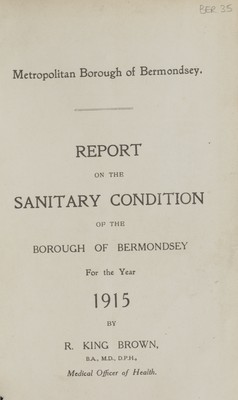 BER 35
Metropolitan Borough of Bermondsey.
REPORT
ON THE
SANITARY CONDITION
OF THE
BOROUGH OF BERMONDSEY
For the Year
1915
BY
R. KING BROWN,
B.A., M.D., D.P.H.,
Medical Officer of Health.